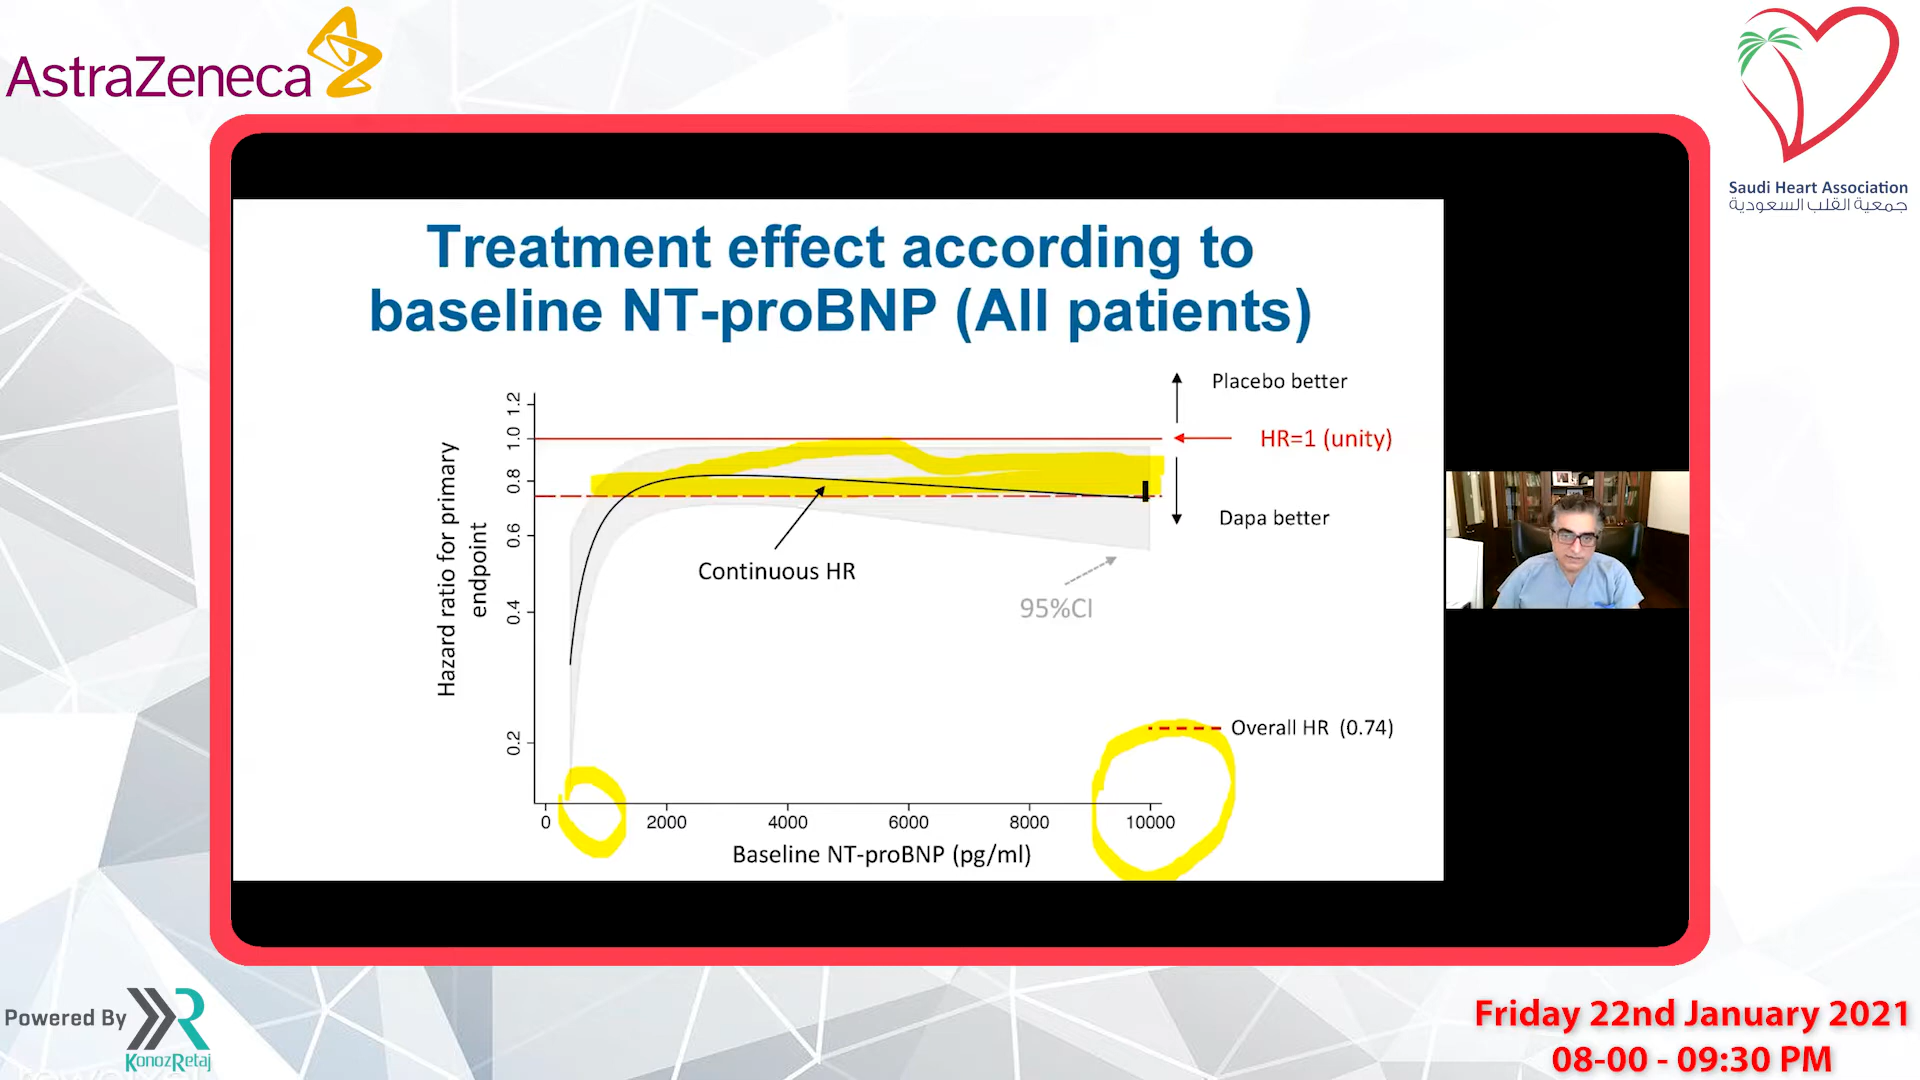 AstraZeneca
Saudi Heart Association
جمعية القلب السعودية
Treatment effect according to
baseline NT-proBNP (All patients)
Placebo better
HR=1 (unity)
Dapa better
Hazard ratio for primary
endpoint
1.2
1.0
0.8
0.6
0.4
0.2
Continuous HR
95%CI
Overall HR (0.74)
0 2000 4000 6000 8000 10000
Baseline NT-proBNP (pg/ml)
Powered By
KonozRetaj
Friday 22nd January 2021
08-00 - 09:30 PM